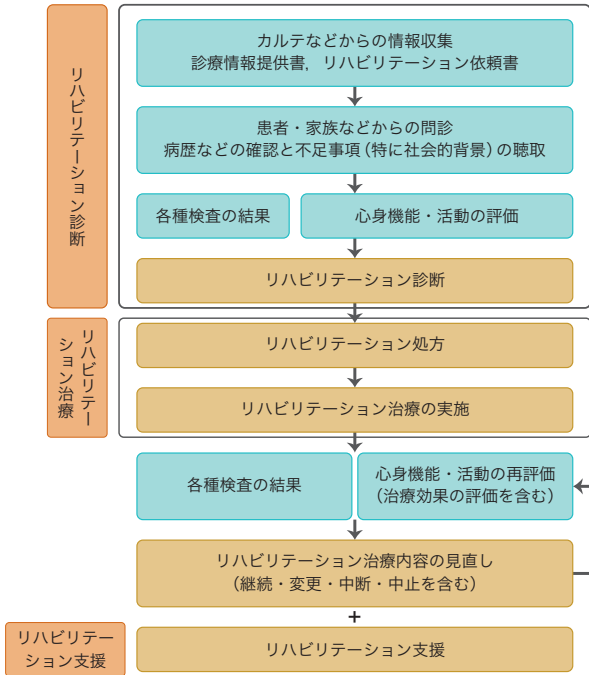 リハビリテーション診断
カルテなどからの情報収集
診療情報提供書，リハビリテーション依頼書
患者・家族などからの問診
病歴などの確認と不足事項（特に社会的背景）の聴取
各種検査の結果
心身機能・活動の評価
リハビリテーション診断
リハビリテー
ション治療
リハビリテーション処方
リハビリテーション治療の実施
各種検査の結果
心身機能・活動の再評価
（治療効果の評価を含む）
リハビリテーション治療内容の見直し
（継続・変更・中断・中止を含む）
+
リハビリテー
ション支援
リハビリテーション支援